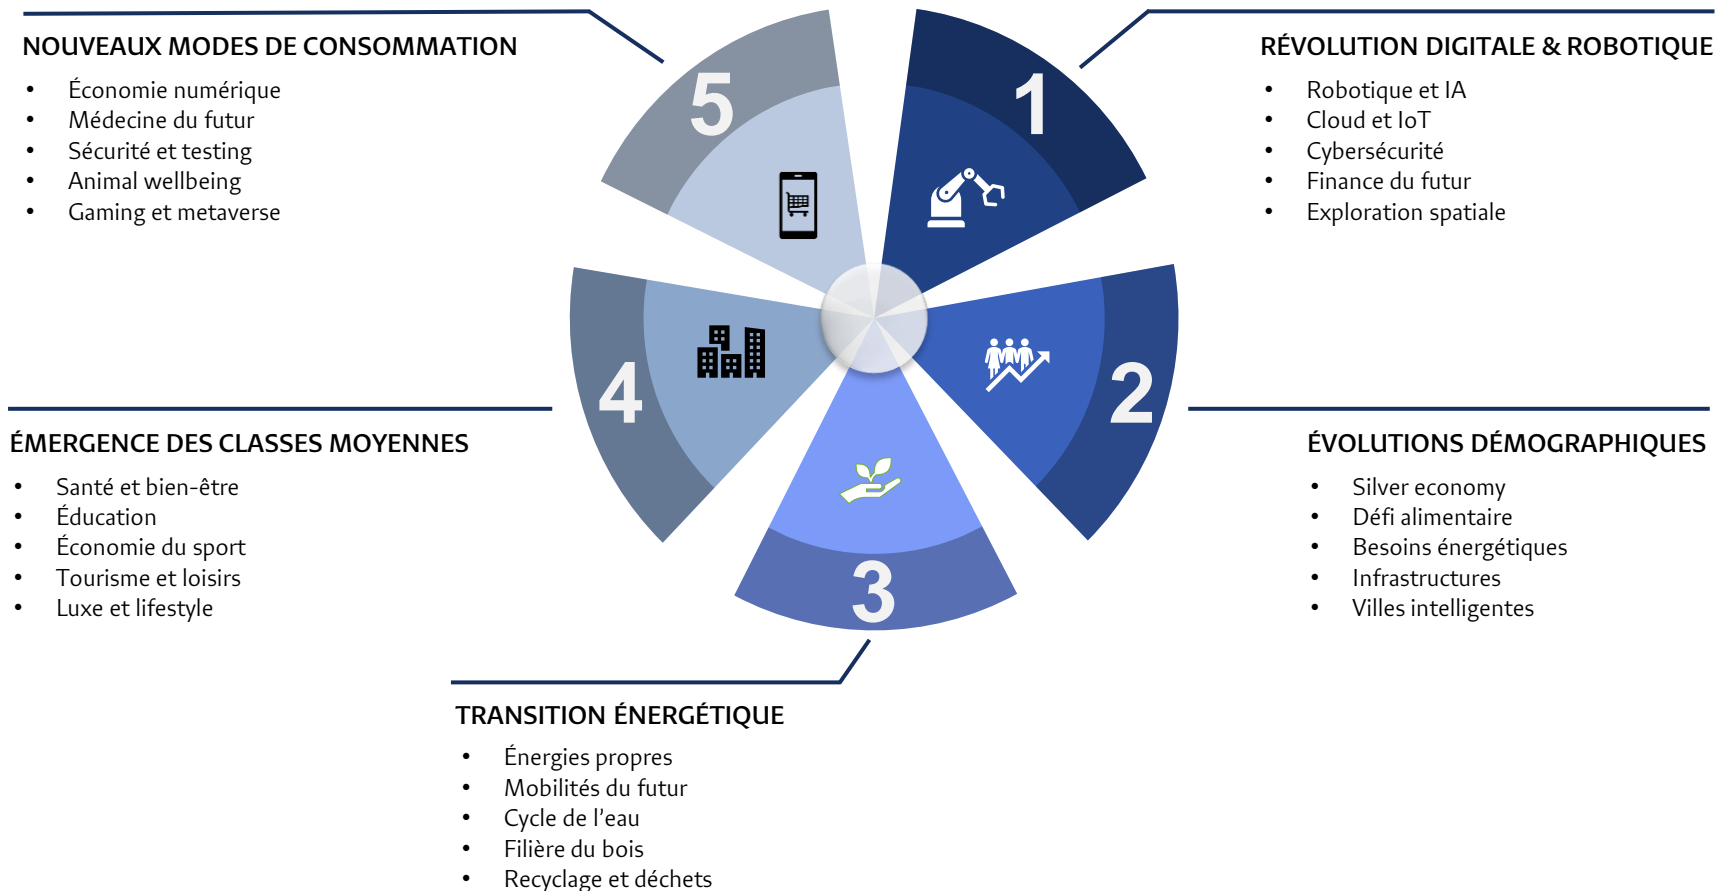 NOUVEAUX MODES DE CONSOMMATION
• Économie numérique
• Médecine du futur
• Sécurité et testing
• Animal wellbeing
• Gaming et metaverse
5
1
RÉVOLUTION DIGITALE & ROBOTIQUE
• Robotique et IA
• Cloud et IoT
• Cybersécurité
• Finance du futur
• Exploration spatiale
4
2
ÉMERGENCE DES CLASSES MOYENNES
• Santé et bien-être
• Éducation
• Économie du sport
• Tourisme et loisirs
• Luxe et lifestyle
ÉVOLUTIONS DÉMOGRAPHIQUES
• Silver economy
• Défi alimentaire
• Besoins énergétiques
• Infrastructures
• Villes intelligentes
3
TRANSITION ÉNERGÉTIQUE
• Énergies propres
• Mobilités du futur
• Cycle de l’eau
• Filière du bois
• Recyclage et déchets